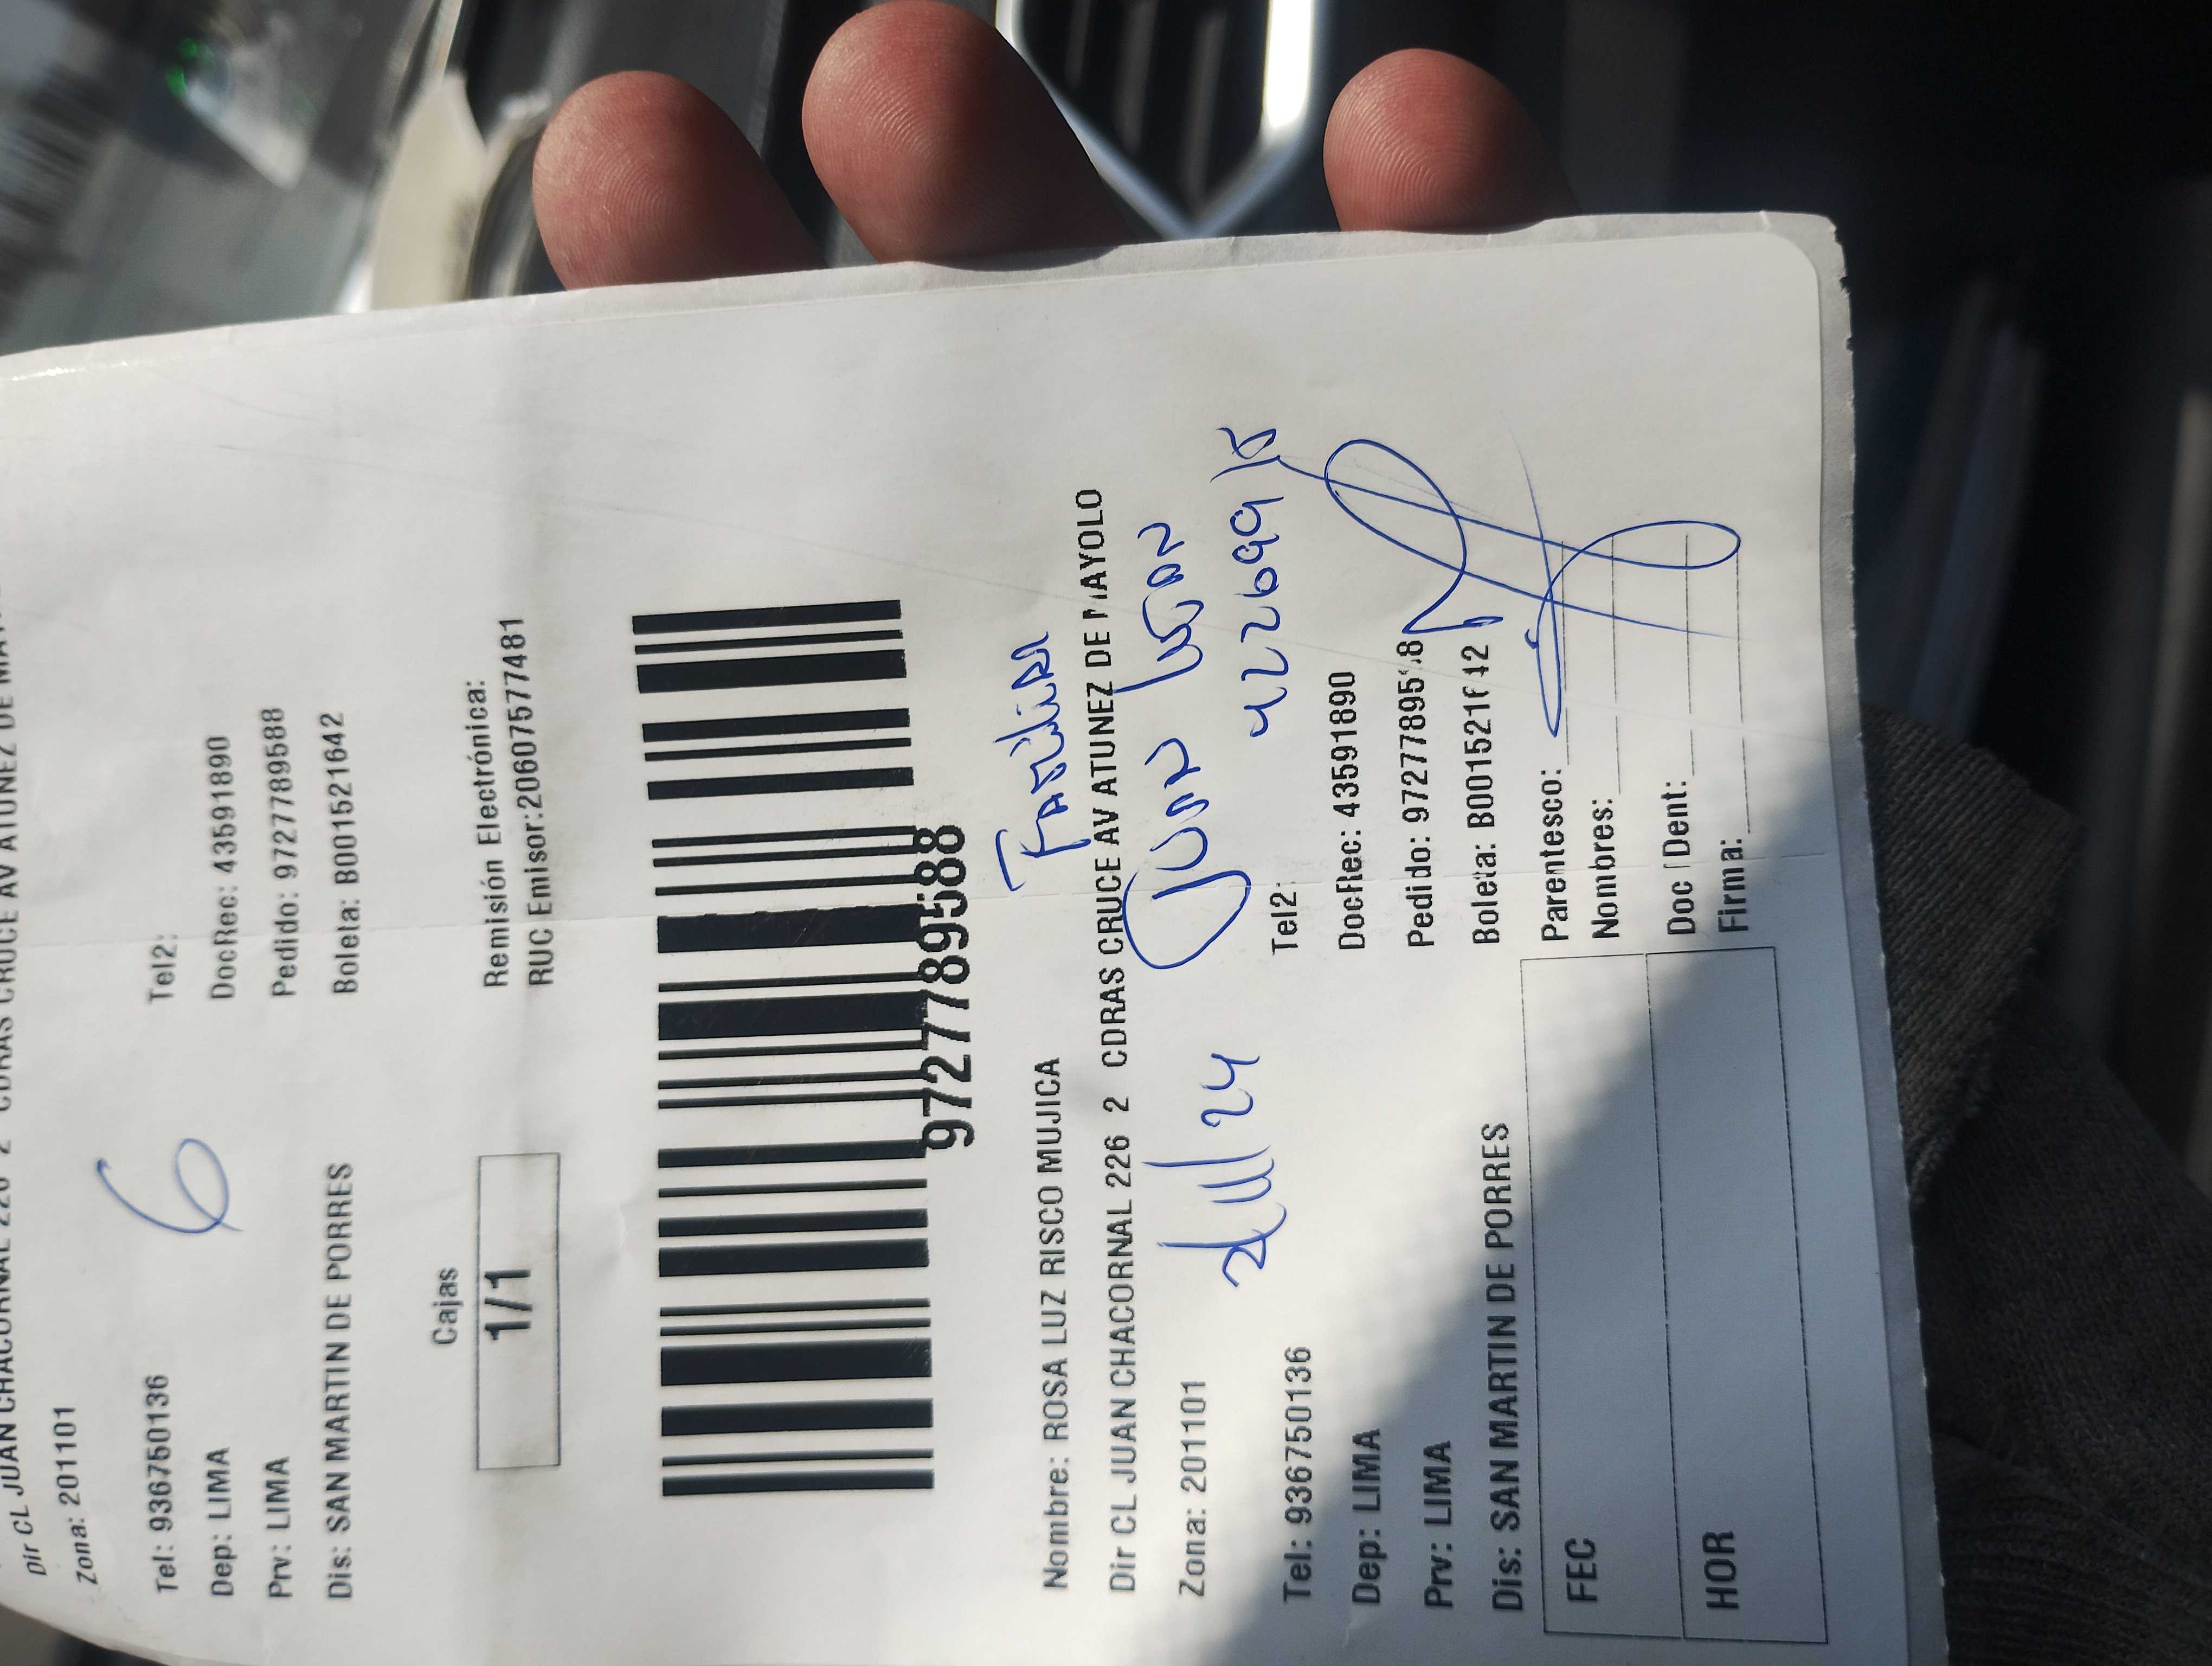 Dir CL JUAN CHACORNAL 226 2 CDRAS CRUCE AV ATUNEZ DE
Zona: 201101
6
Tel: 936750136 Tel2:
Dep: LIMA DocRec: 43591890
Prv: LIMA Pedido: 972777789588
Dis: SAN MARTIN DE PORRES Boleta: B001521642
Cajas
1/1
Remisión Electrónica:
RUC Emisor:20607577481
9727789588
Familiar
Nombre: ROSA LUZ RISCO MUJICA
Dir CL JUAN CHACORNAL 226 2 CDRAS CRUCE AV ATUNEZ DE MAYOLO
Juan
Zona: 201101
24
Tel: 936750136 Tel2:
Dep: LIMA DocRec: 43591890
Prv: LIMA Pedido:
Dis: SAN MARTIN DE PORRES Boleta:
FEC
Parentesco:
Nombres:
HOR
Doc Dent:
Firma: